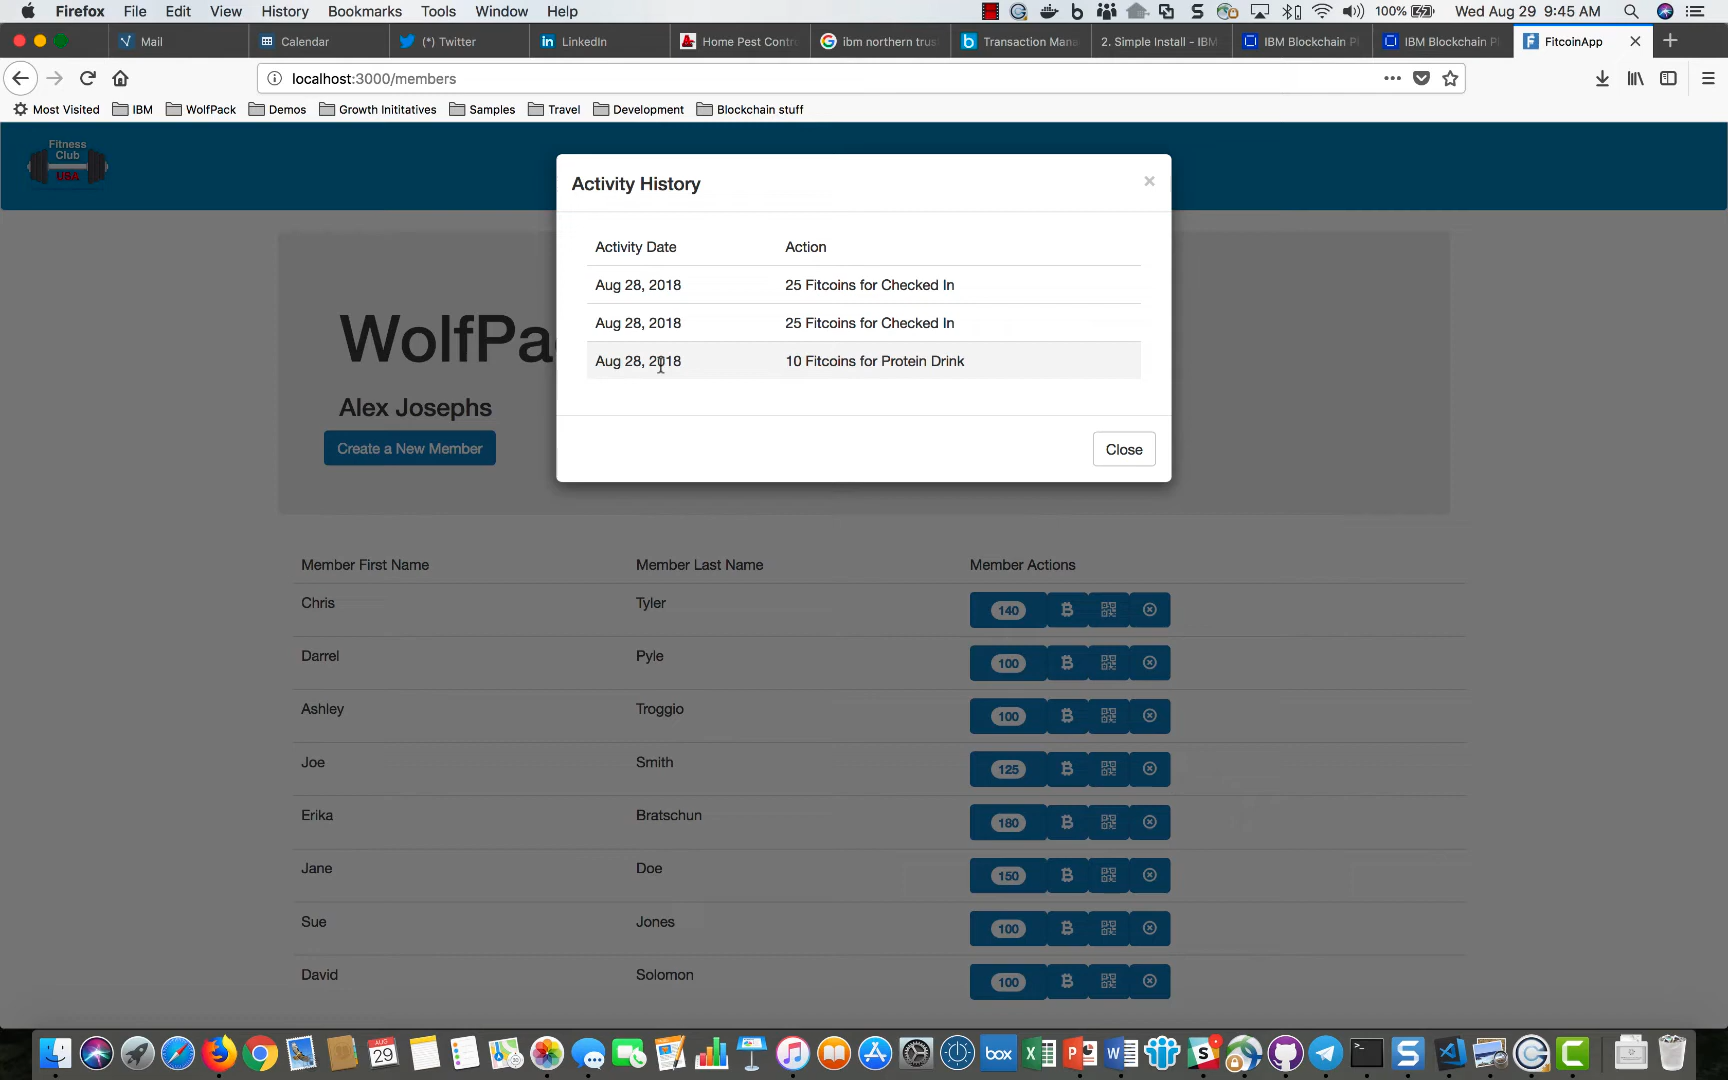 Firefox File Edit View History Bookmarks Tools Window Help 100% Wed Aug 29 9:45 AM
Mail Calendar (*) Twitter LinkedIn Home Pest Contr ibm northern trus Transaction Mana 2. Simple Install - IBM IBM Blockchain Pl IBM Blockchain Pl FitcoinApp
localhost:3000/members
Most Visited IBM WolfPack Demos Growth Inititatives Samples Travel Development Blockchain stuff
Fitness
Club
USA
Activity History ×
Activity Date Action
Aug 28, 2018 25 Fitcoins for Checked In
Aug 28, 2018 25 Fitcoins for Checked In
Aug 28, 2018 10 Fitcoins for Protein Drink
Close
WolfPa
Alex Josephs
Create a New Member
Member First Name Member Last Name Member Actions
Chris Tyler 140
Darrel Pyle 100
Ashley Troggio 100
Joe Smith 125
Erika Bratschun 180
Jane Doe 150
Sue Jones 100
David Solomon 100
AUG
29
box